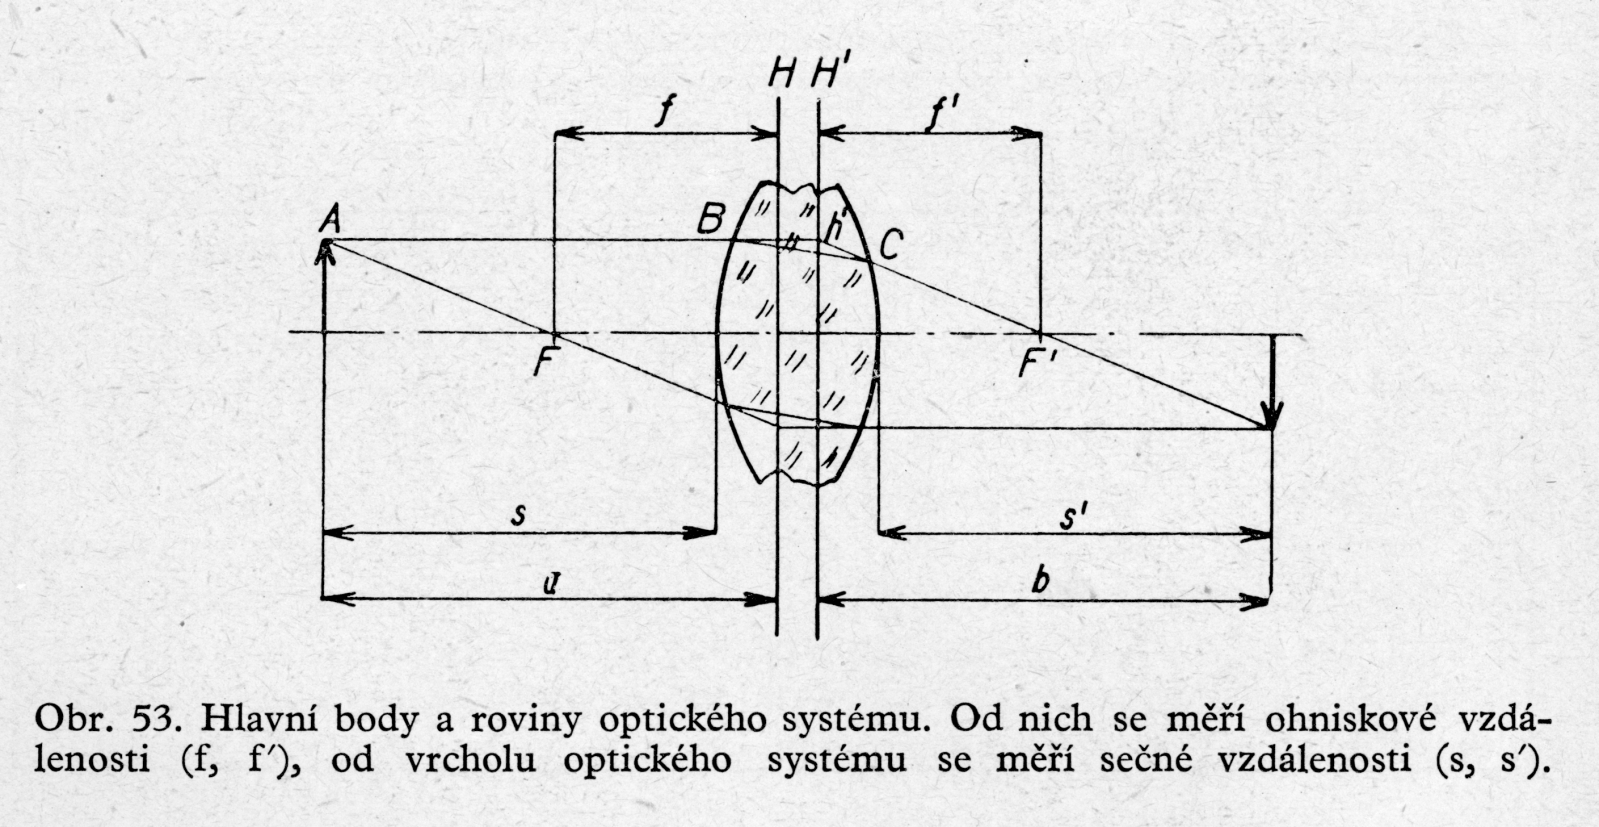 H H'
f f'
A B h' C
F F'
s s'
a b
Obr. 53. Hlavní body a roviny optického systému. Od nich se měří ohniskové vzdá-
lenosti (f, f′), od vrcholu optického systému se měří sečné vzdálenosti (s, s′).